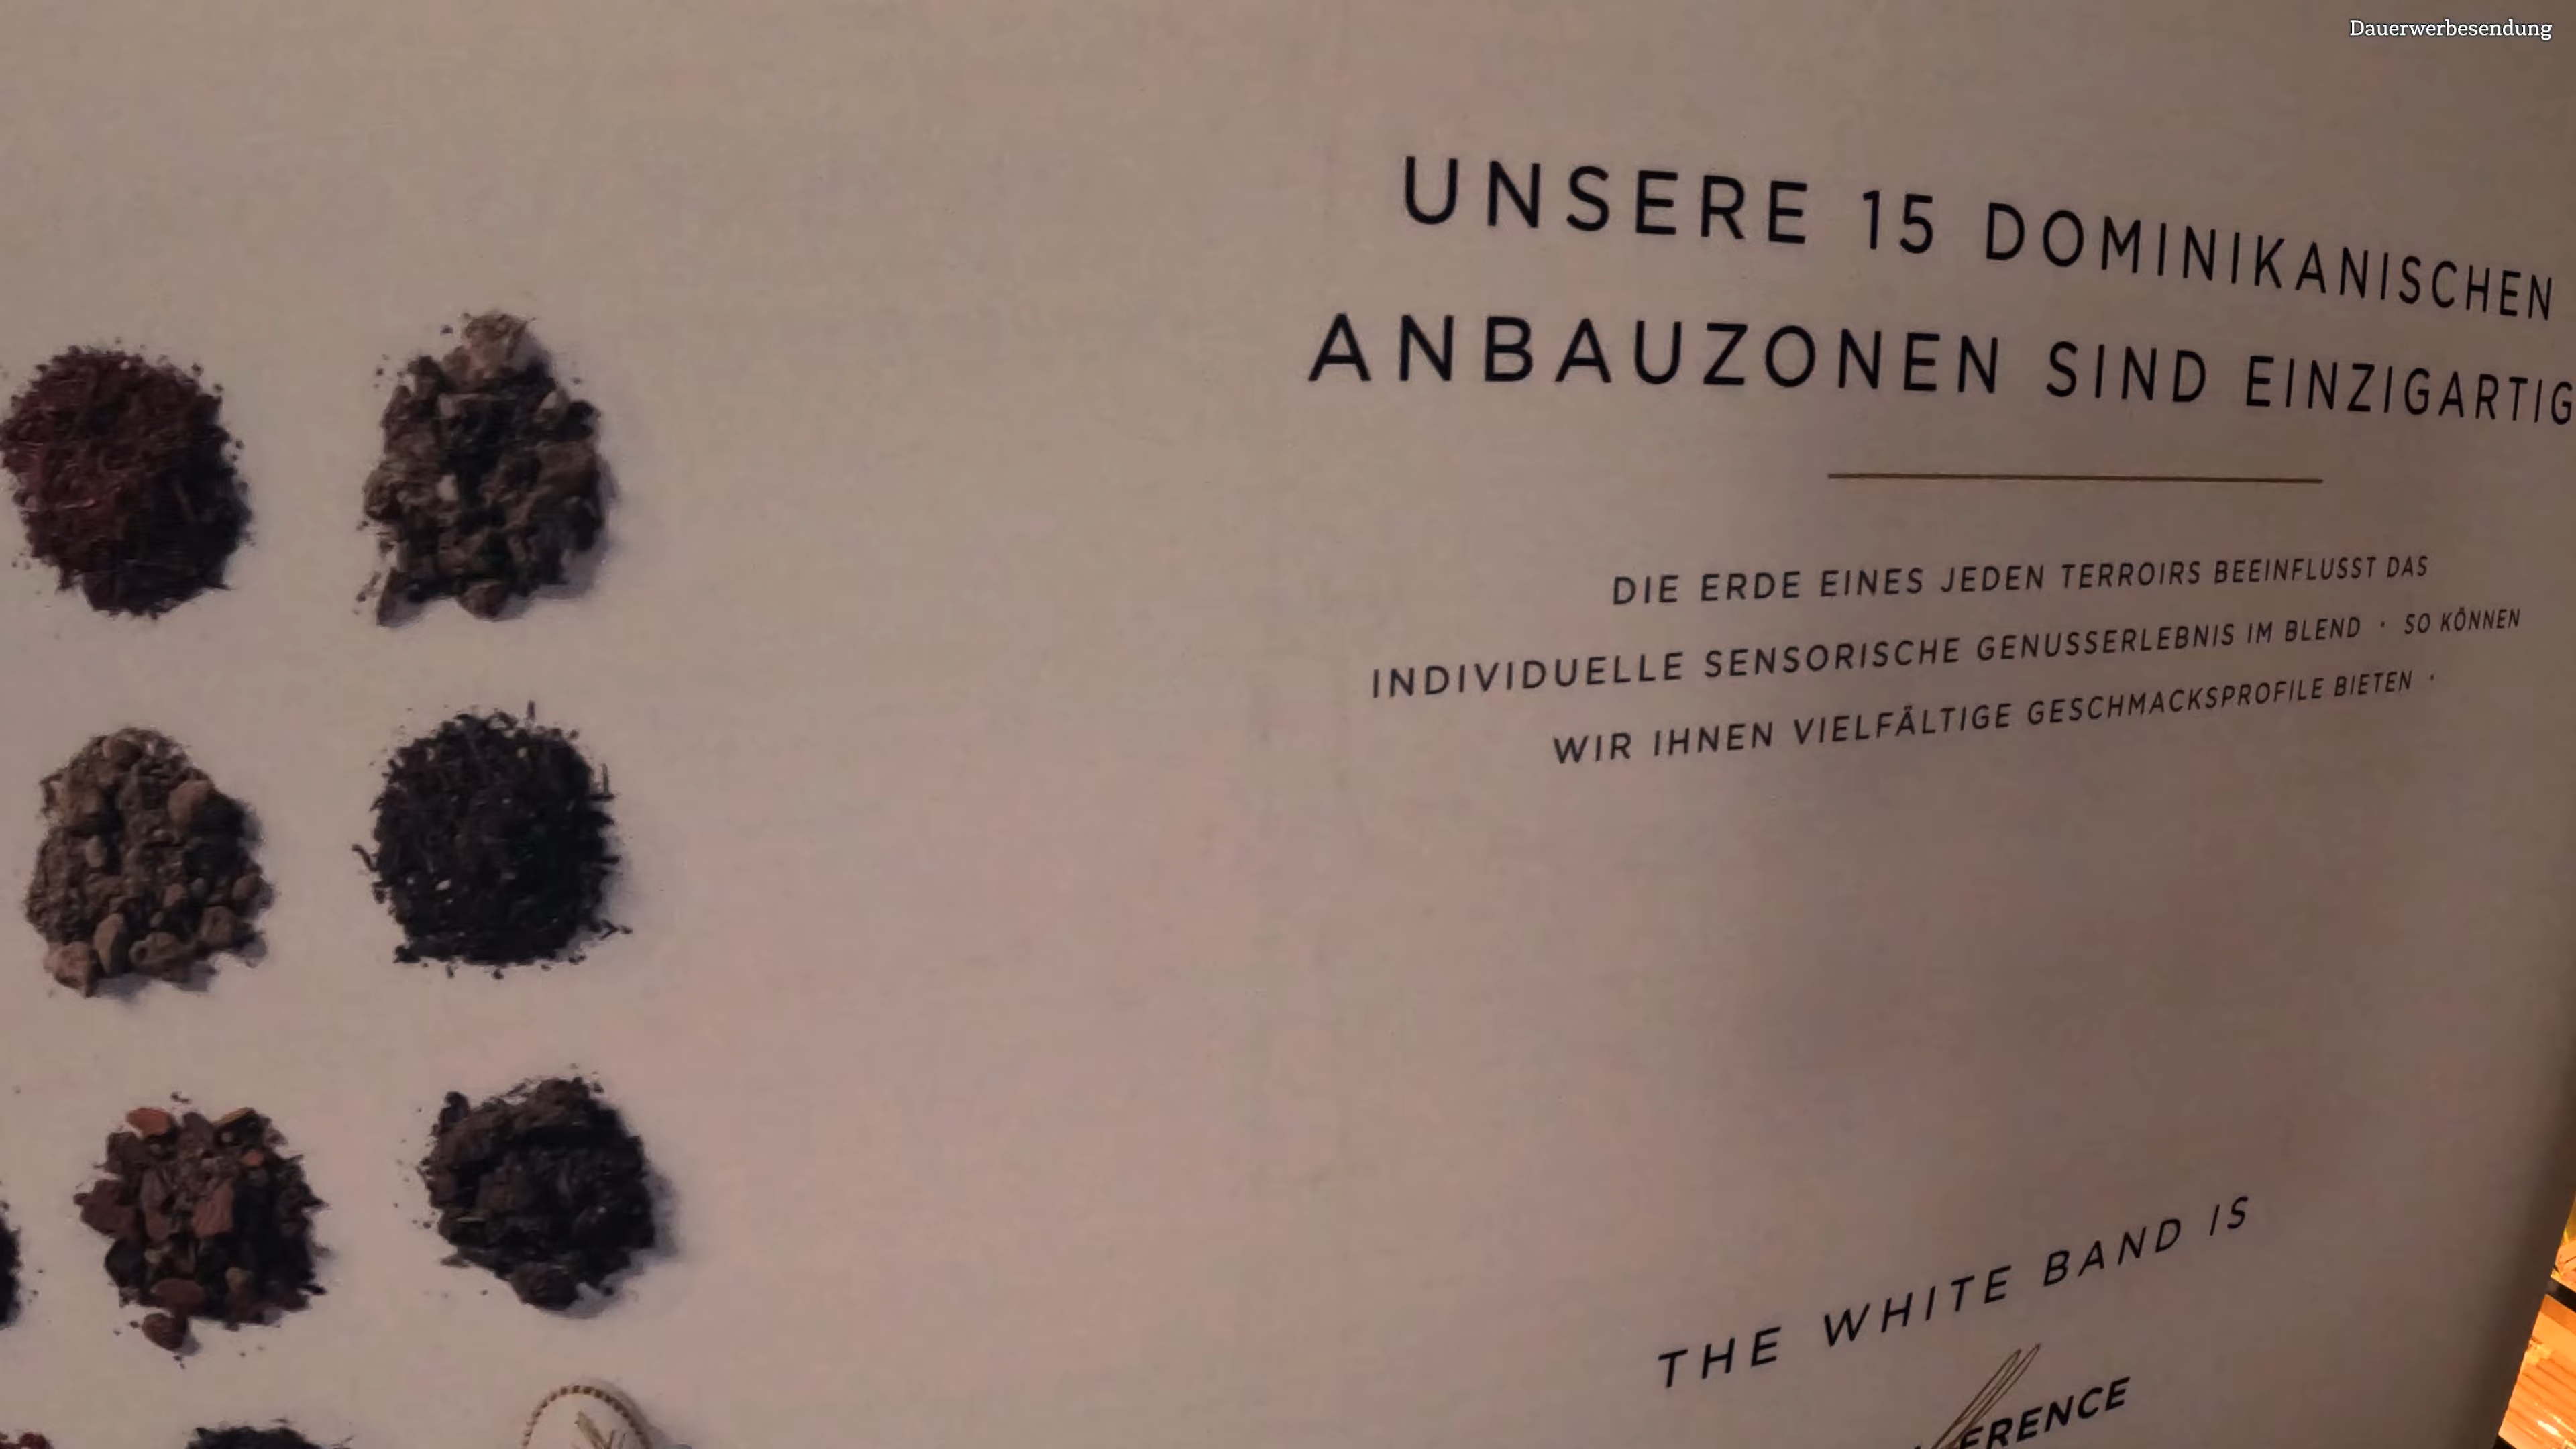 Dauerwerbesendung
UNSERE 15 DOMINIKANISCHEN
ANBAUZONEN SIND EINZIGARTIG
DIE ERDE EINES JEDEN TERROIRS BEEINFLUSST DAS
INDIVIDUELLE SENSORISCHE GENUSSERLEBNIS IM BLEND · SO KÖNNEN
WIR IHNEN VIELFÄLTIGE GESCHMACKSPROFILE BIETEN ·
THE WHITE BAND IS